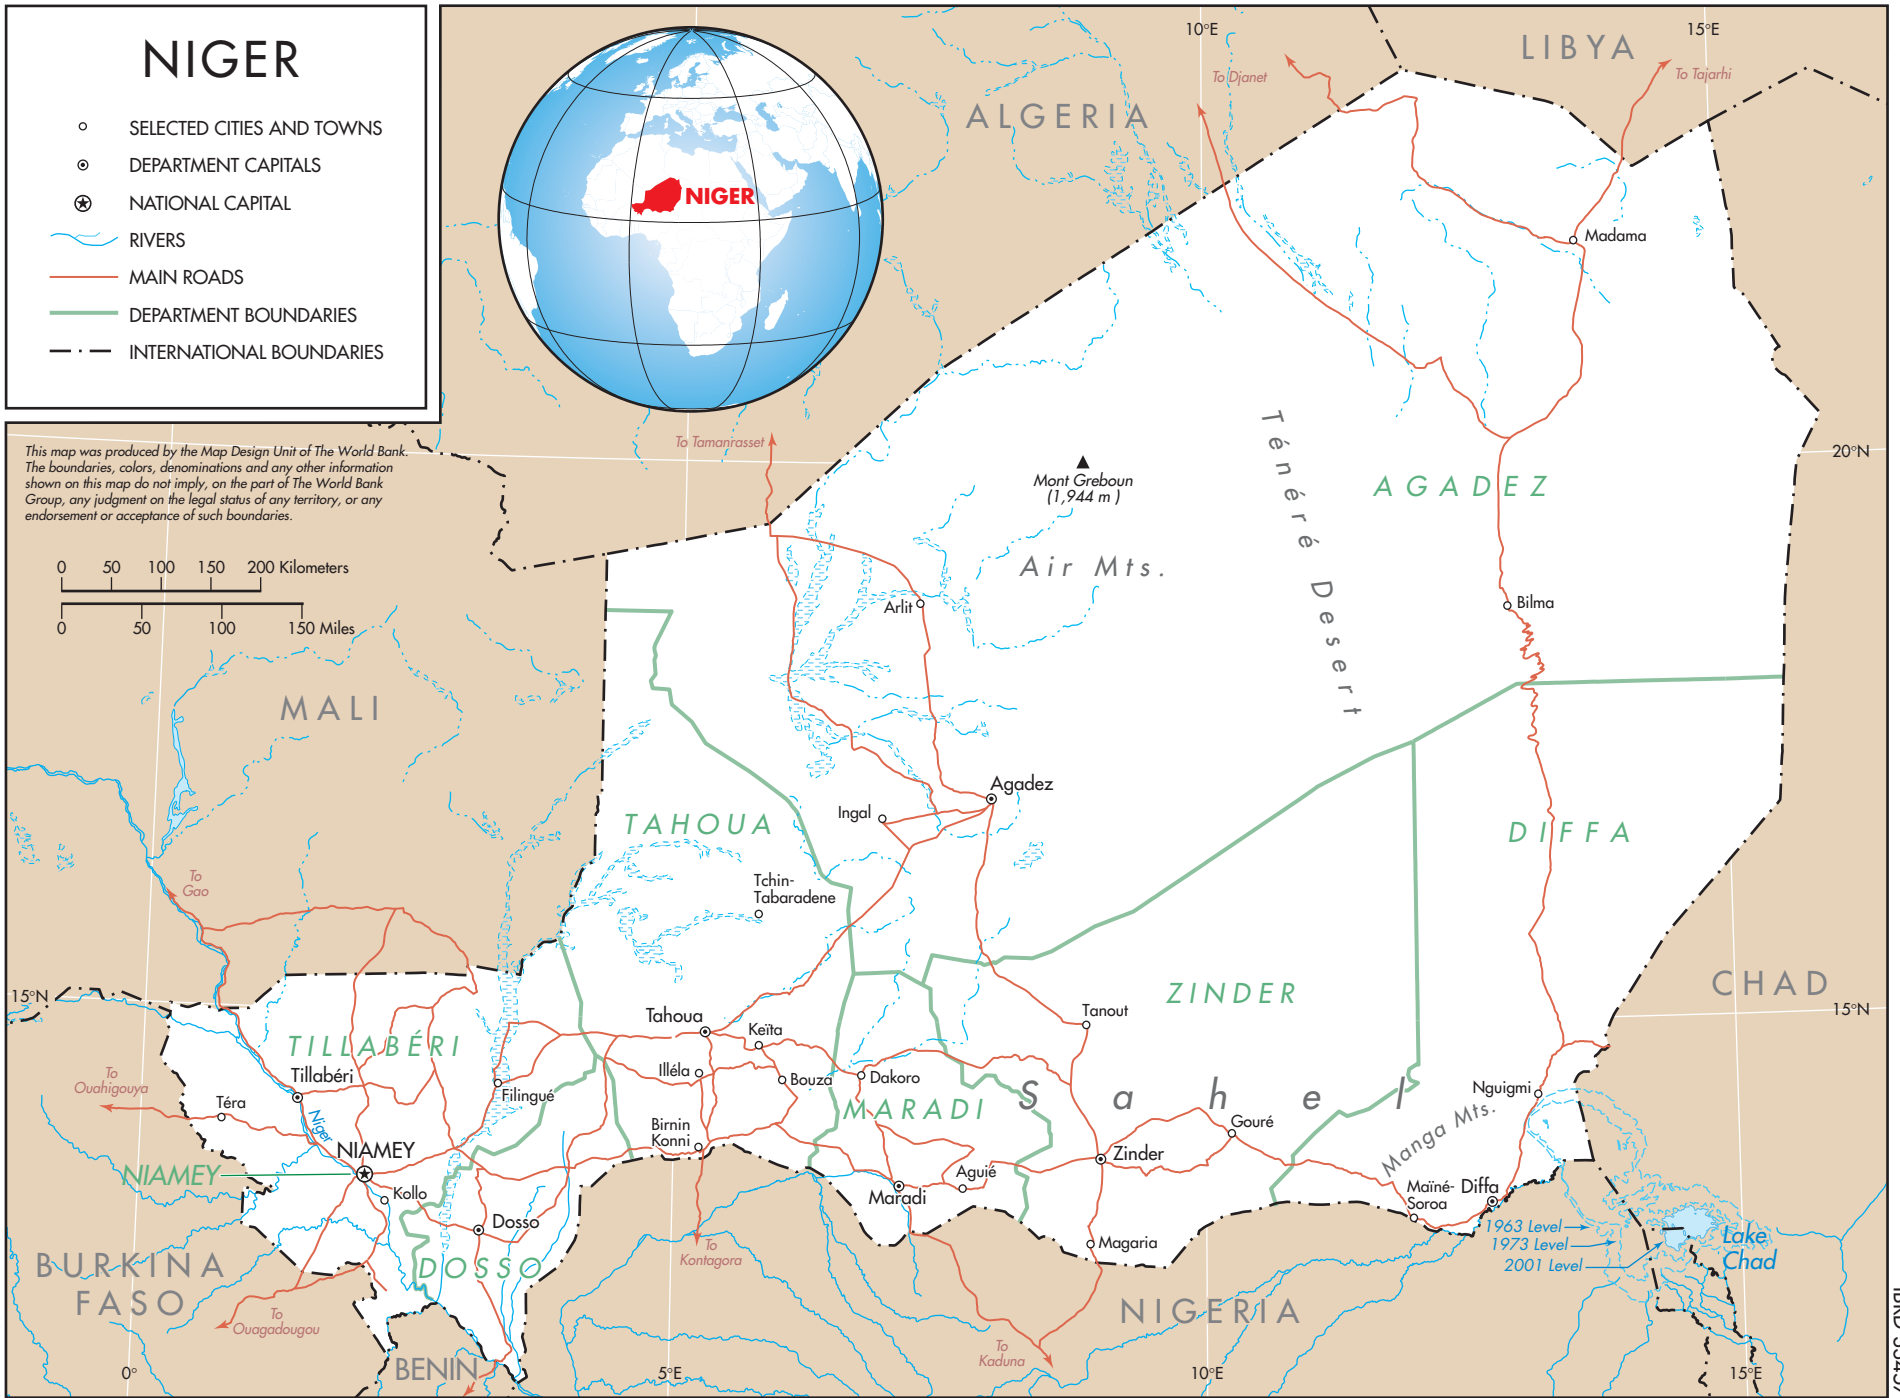 NIGER
SELECTED CITIES AND TOWNS
DEPARTMENT CAPITALS
NATIONAL CAPITAL
RIVERS
MAIN ROADS
DEPARTMENT BOUNDARIES
INTERNATIONAL BOUNDARIES
This map was produced by the Map Design Unit of The World Bank.
The boundaries, colors, denominations and any other information
shown on this map do not imply, on the part of The World Bank
Group, any judgment on the legal status of any territory, or any
endorsement or acceptance of such boundaries.
0 50 100 150 200 Kilometers
0 50 100 150 Miles
NIGER
10°E
15°E
LIBYA
To Djanet
To Tajarhi
ALGERIA
Madama
To Tamanrasset
20°N
Mont Greboun
(1,944 m )
Ténéré Desert
AGADEZ
Air Mts.
Arlit
Bilma
MALI
Agadez
Ingal
TAHOUA
DIFFA
To
Gao
Tchin-
Tabaradene
CHAD
15°N
ZINDER
15°N
Tanout
Tahoua
Keïta
TILLABÉRI
Tillabéri
To
Ouahigouya
Illéla
Bouza
Dakoro
Filingué
Téra
MARADI
Sahel
Nguigmi
Manga Mts.
Gouré
Niger
Birnin
Konni
NIAMEY
NIAMEY
Zinder
Aguié
Maradi
Kollo
Maïné-
Soroa
Diffa
Dosso
1963 Level
1973 Level
2001 Level
Lake
Chad
Magaria
To
Kontagora
BURKINA
FASO
DOSSO
NIGERIA
To
Ouagadougou
To
Kaduna
BENIN
0°
5°E
10°E
15°E